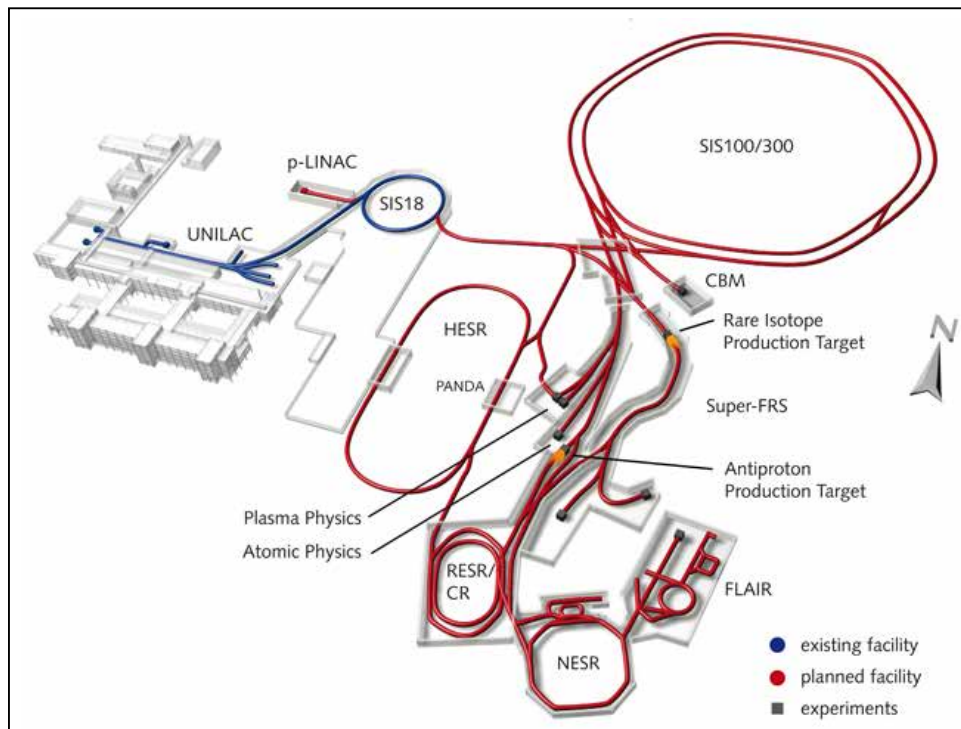 SIS100/300
p-LINAC
SIS18
UNILAC
CBM
HESR
Rare Isotope
Production Target
N
PANDA
Super-FRS
Antiproton
Production Target
Plasma Physics
Atomic Physics
RESR/
CR
FLAIR
NESR
existing facility
planned facility
experiments